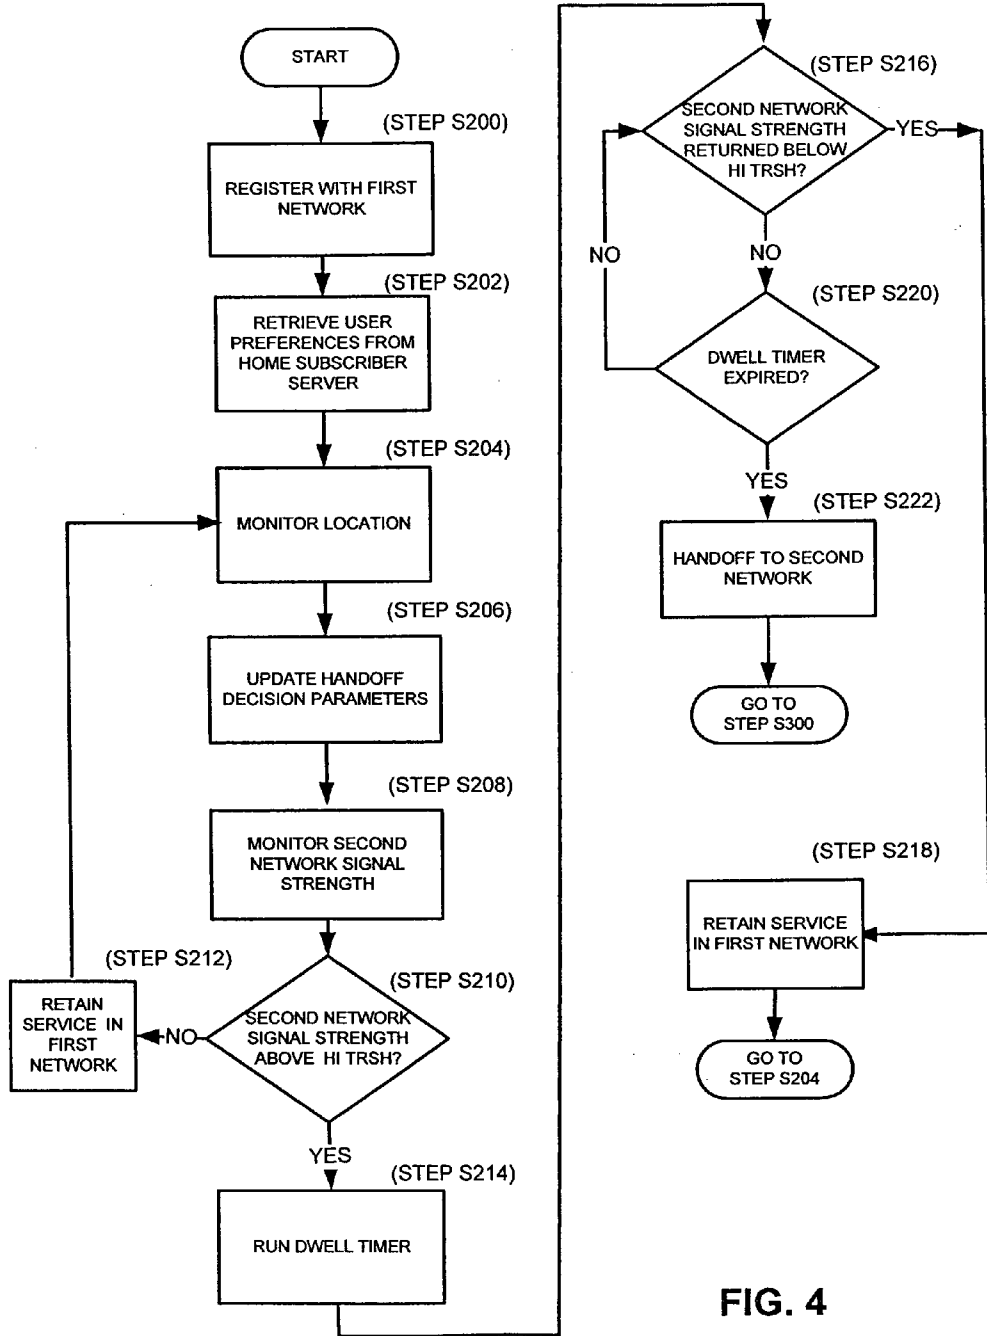 START
(STEP S200)
REGISTER WITH FIRST
NETWORK
(STEP S202)
RETRIEVE USER
PREFERENCES FROM
HOME SUBSCRIBER
SERVER
(STEP S204)
MONITOR LOCATION
(STEP S206)
UPDATE HANDOFF
DECISION PARAMETERS
(STEP S208)
MONITOR SECOND
NETWORK SIGNAL
STRENGTH
(STEP S212)
RETAIN
SERVICE IN
FIRST
NETWORK
NO
(STEP S210)
SECOND NETWORK
SIGNAL STRENGTH
ABOVE HI TRSH?
YES
(STEP S214)
RUN DWELL TIMER
(STEP S216)
SECOND NETWORK
SIGNAL STRENGTH
RETURNED BELOW
HI TRSH?
YES
NO
NO
(STEP S220)
DWELL TIMER
EXPIRED?
YES
(STEP S222)
HANDOFF TO SECOND
NETWORK
GO TO
STEP S300
(STEP S218)
RETAIN SERVICE
IN FIRST NETWORK
GO TO
STEP S204
FIG. 4